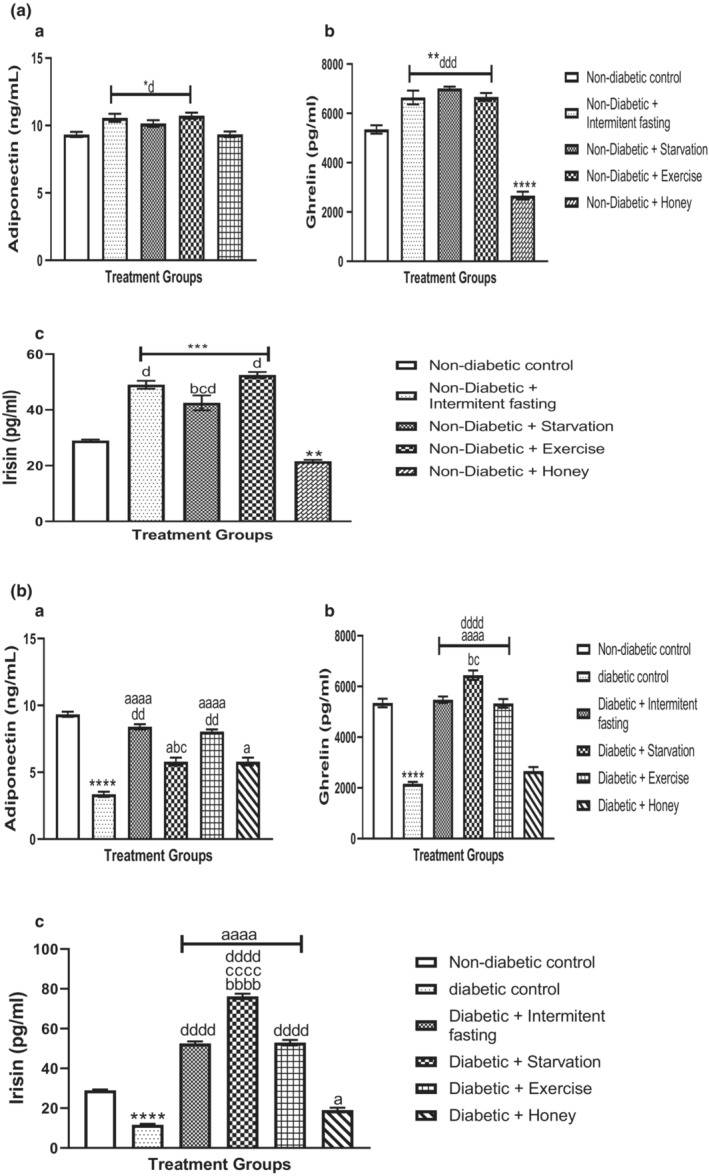 (a)
a
Adiponectin (ng/mL)
15
10
5
0
*d
Treatment Groups
b
Ghrelin (pg/ml)
8000
6000
4000
2000
0
**ddd
****
Treatment Groups
Non-diabetic control
Non-Diabetic +
Intermitent fasting
Non-Diabetic + Starvation
Non-Diabetic + Exercise
Non-Diabetic + Honey
c
Irisin (pg/ml)
60
40
20
0
***
d
bcd
d
**
Treatment Groups
Non-diabetic control
Non-Diabetic +
Intermitent fasting
Non-Diabetic + Starvation
Non-Diabetic + Exercise
Non-Diabetic + Honey
(b)
a
Adiponectin (ng/mL)
15
10
5
0
****
aaaa
dd
abc
aaaa
dd
a
Treatment Groups
b
Ghrelin (pg/ml)
8000
6000
4000
2000
0
dddd
aaaa
bc
****
Treatment Groups
Non-diabetic control
diabetic control
Diabetic + Intermitent
fasting
Diabetic + Starvation
Diabetic + Exercise
Diabetic + Honey
c
Irisin (pg/ml)
100
80
60
40
20
0
aaaa
dddd
cccc
bbbb
dddd
dddd
****
a
Treatment Groups
Non-diabetic control
diabetic control
Diabetic + Intermitent
fasting
Diabetic + Starvation
Diabetic + Exercise
Diabetic + Honey